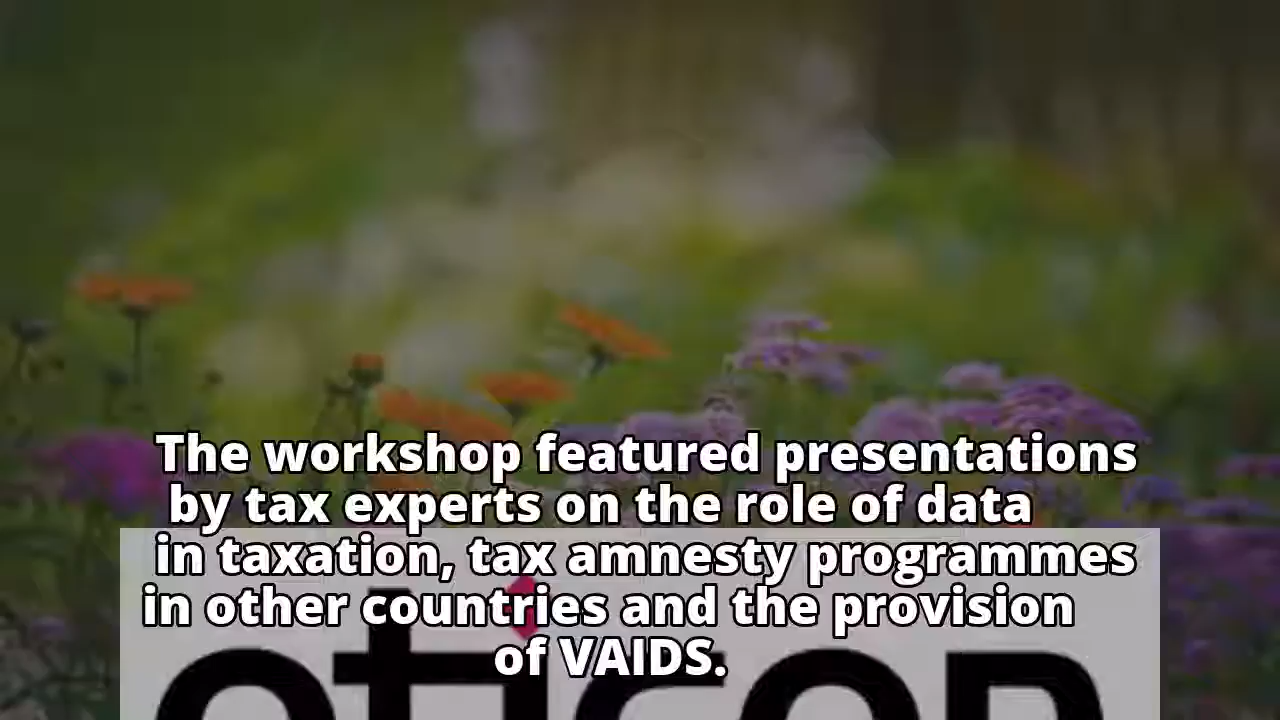 The workshop featured presentations
by tax experts on the role of data
in taxation, tax amnesty programmes
in other countries and the provision
of VAIDS.